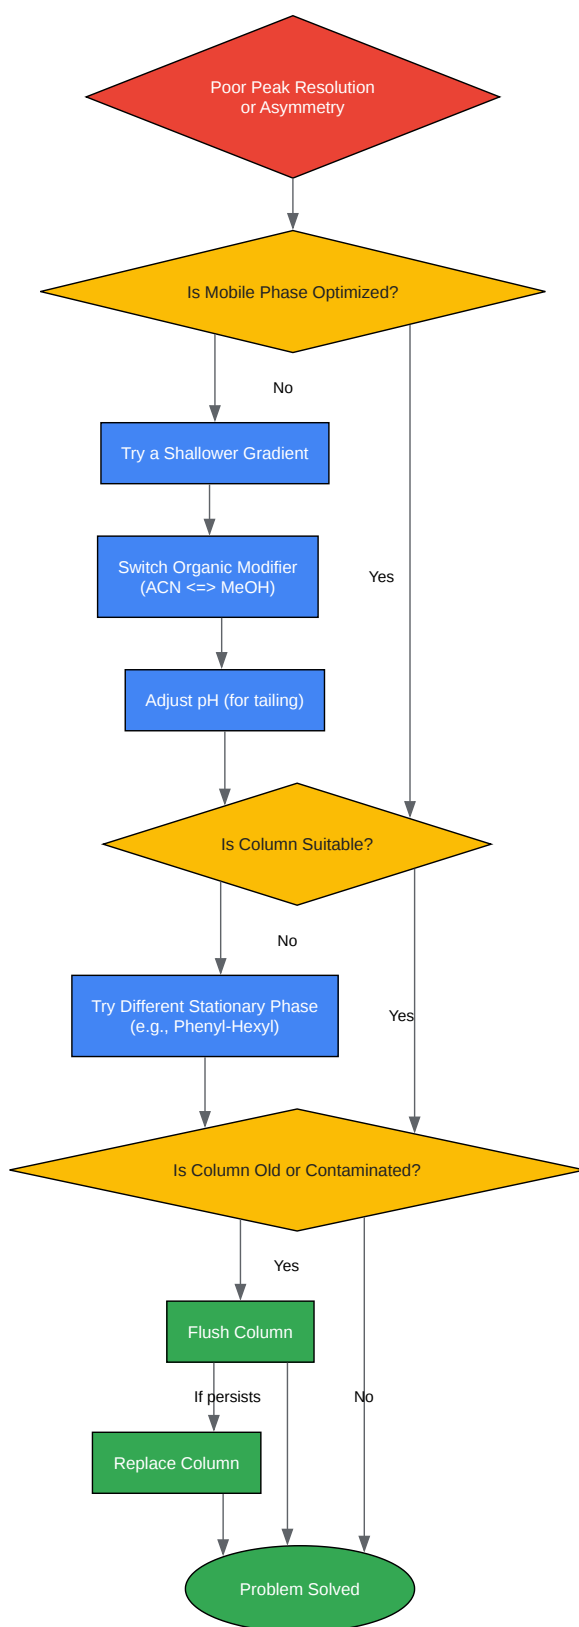 Poor Peak Resolution
or Asymmetry
Is Mobile Phase Optimized?
No
Try a Shallower Gradient
Switch Organic Modifier
(ACN <=> MeOH)
Yes
Adjust pH (for tailing)
Is Column Suitable?
No
Try Different Stationary Phase
(e.g., Phenyl-Hexyl)
Yes
Is Column Old or Contaminated?
Yes
Flush Column
If persists
No
Replace Column
Problem Solved